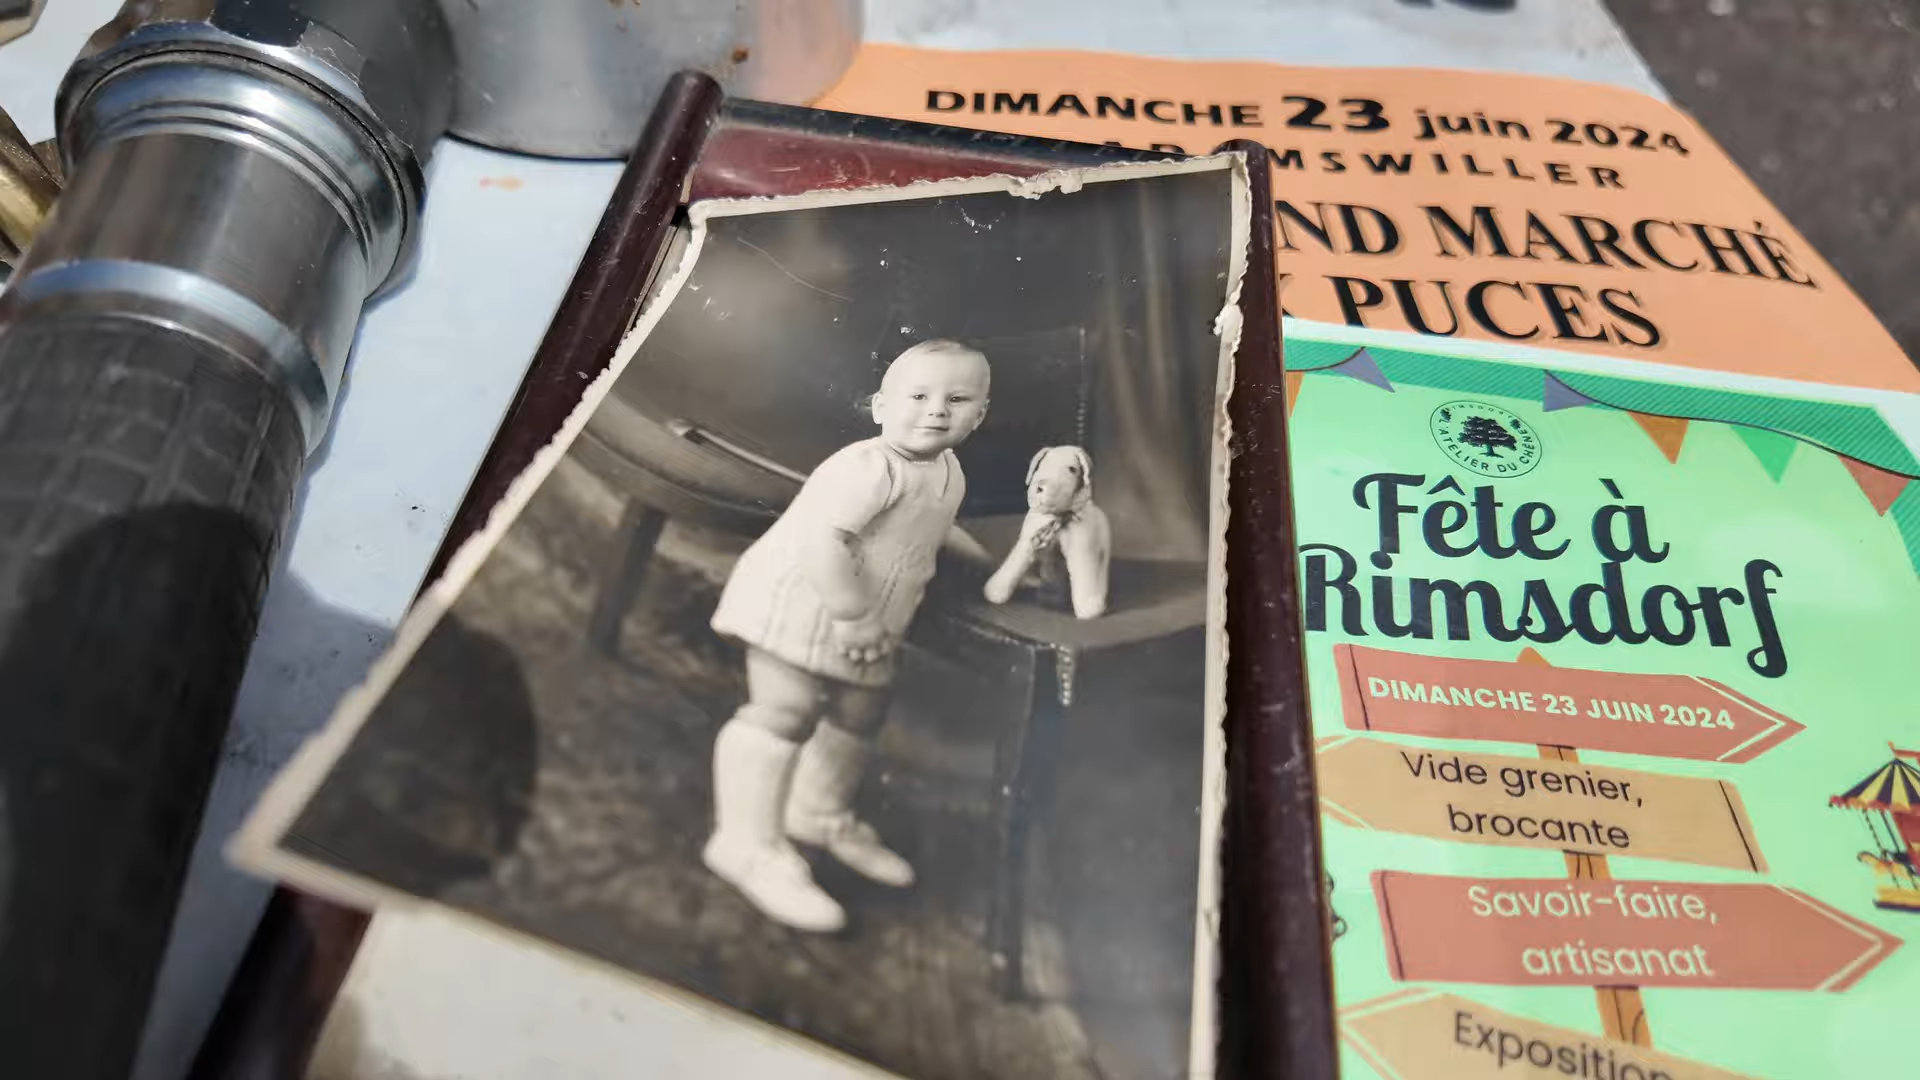 DIMANCHE 23 juin 2024
MSWILLER
ND MARCHÉ
X PUCES
L'ATELIER DU CHÊNE
Fête à
Rimsdorf
DIMANCHE 23 JUIN 2024
Vide grenier,
brocante
Savoir-faire,
artisanat
Exposition